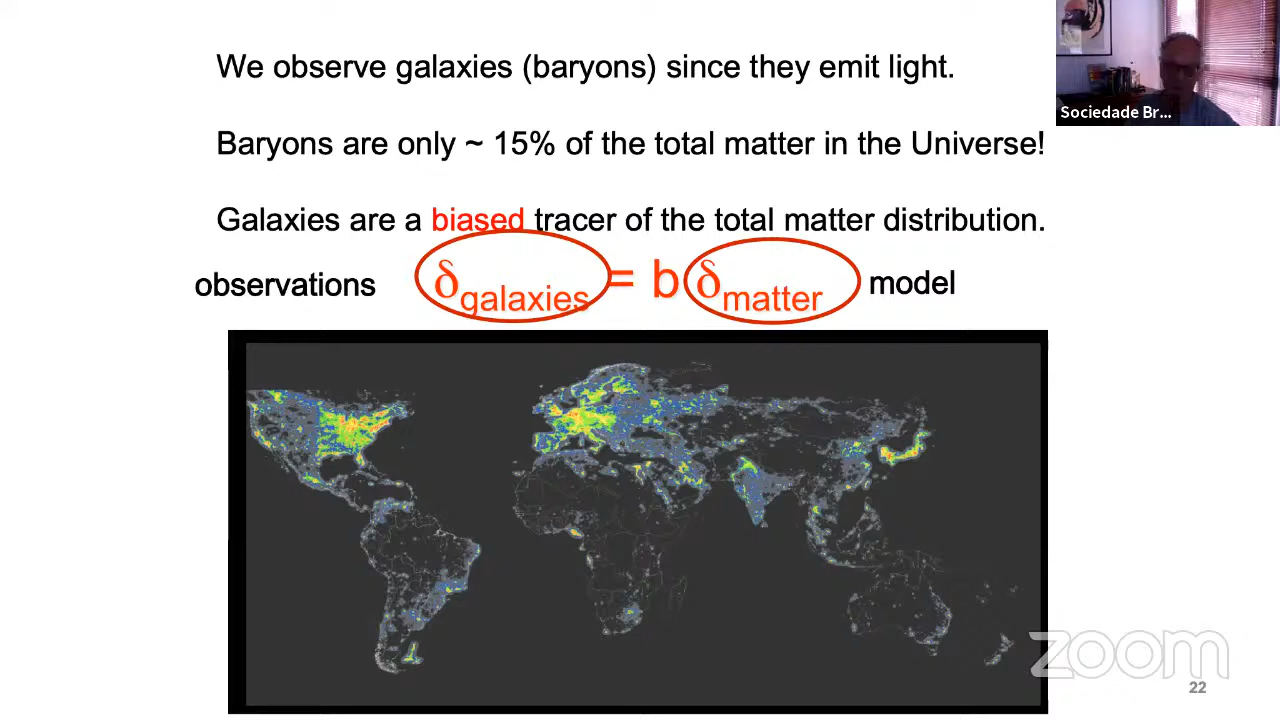 We observe galaxies (baryons) since they emit light.
Sociedade Br...
Baryons are only ~ 15% of the total matter in the Universe!
Galaxies are a biased tracer of the total matter distribution.
observations δgalaxies = b δmatter model
zoom
22